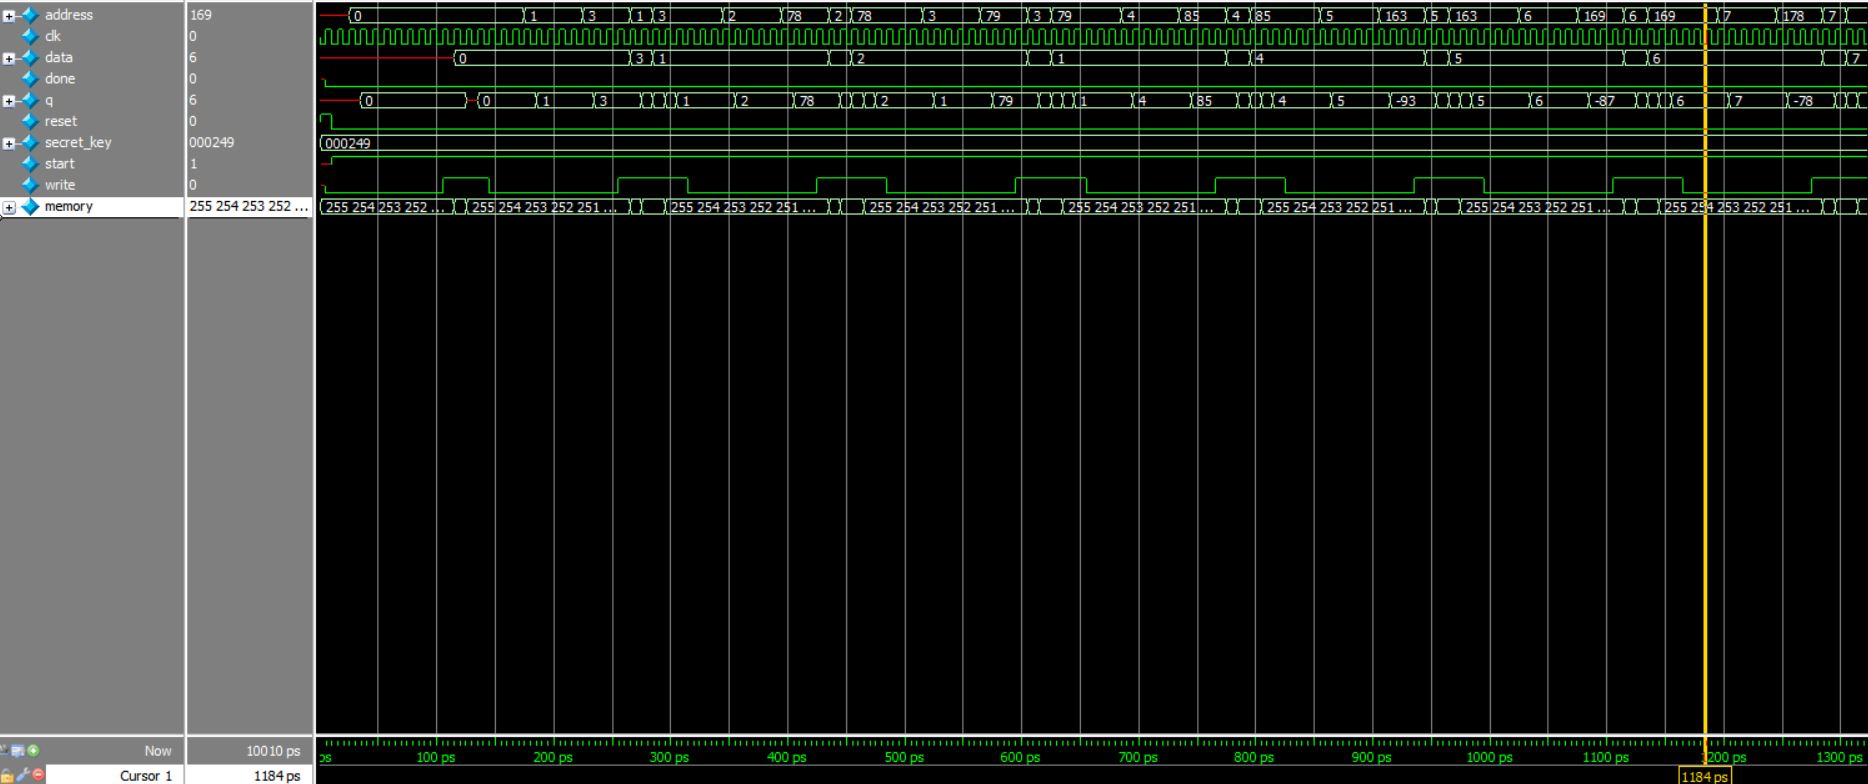 address 169 0 1 3 1 3 2 78 2 78 3 79 3 79 4 85 4 85 5 163 5 163 6 169 6 169 7 178 7
clk 0
data 6 0 3 1 2 1 4 5 6 7
done 0
q 6 0 0 1 3 1 2 78 2 1 79 1 4 85 4 5 -93 5 6 -87 6 7 -78
reset 0
secret_key 000249 000249
start 1
write 0
memory 255 254 253 252 ... 255 254 253 252 ... 255 254 253 252 251 ... 255 254 253 252 251 ... 255 254 253 252 251 ... 255 254 253 252 251 ... 255 254 253 252 251 ... 255 254 253 252 251 ... 255 254 253 252 251 ...
Now 10010 ps ps 100 ps 200 ps 300 ps 400 ps 500 ps 600 ps 700 ps 800 ps 900 ps 1000 ps 1100 ps 1200 ps 1300 ps
Cursor 1 1184 ps 1184 ps